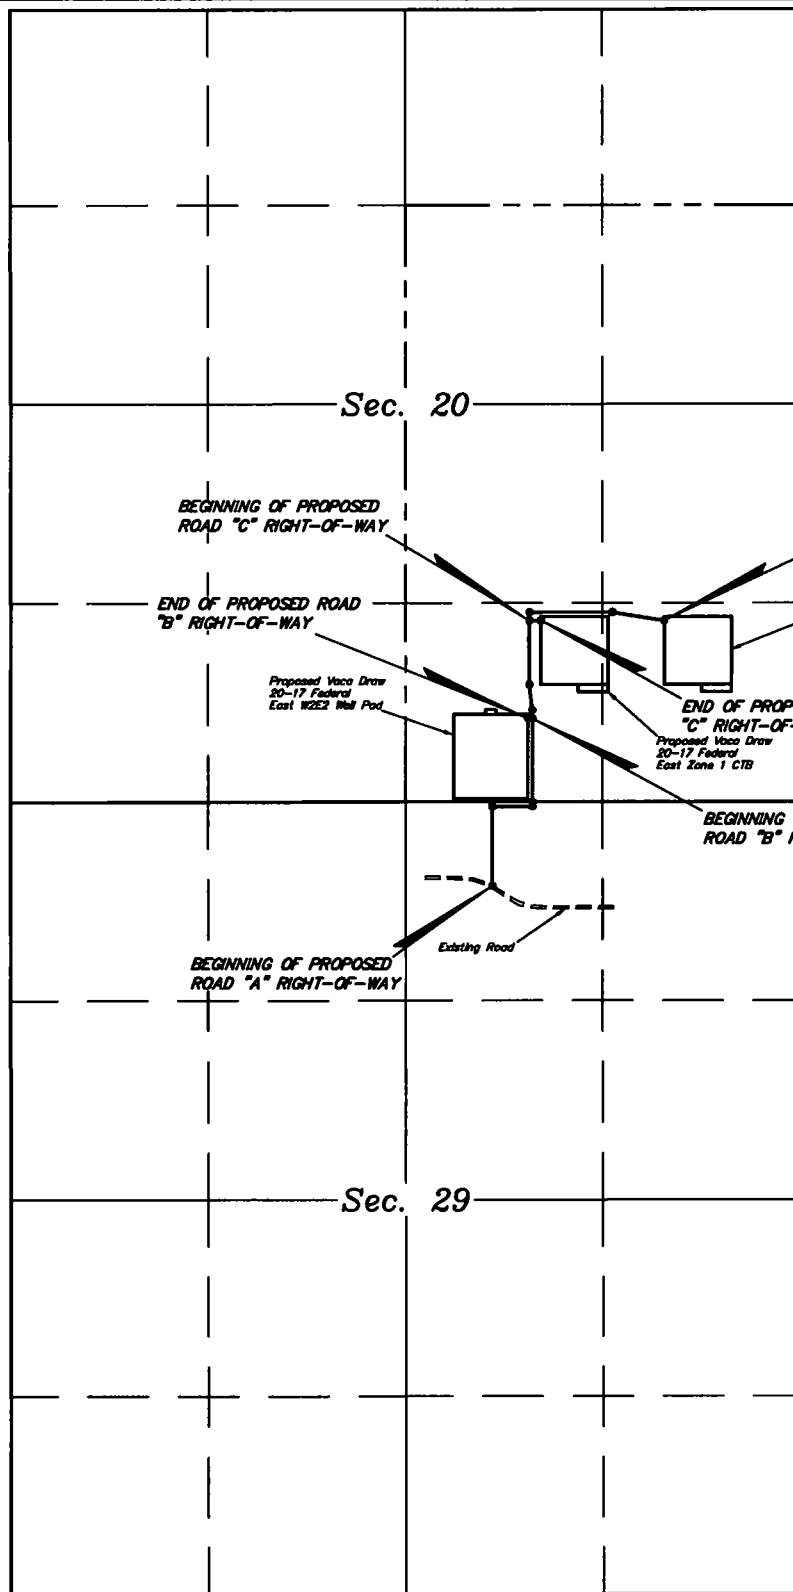 Sec. 20
BEGINNING OF PROPOSED
ROAD "C" RIGHT-OF-WAY
END OF PROPOSED ROAD
"B" RIGHT-OF-WAY
Proposed Vaca Draw
20-17 Federal
East W2E2 Well Pad
END OF PROP
"C" RIGHT-OF-
Proposed Vaca Draw
20-17 Federal
East Zone 1 CTB
BEGINNING
ROAD "B"
Existing Road
BEGINNING OF PROPOSED
ROAD "A" RIGHT-OF-WAY
Sec. 29